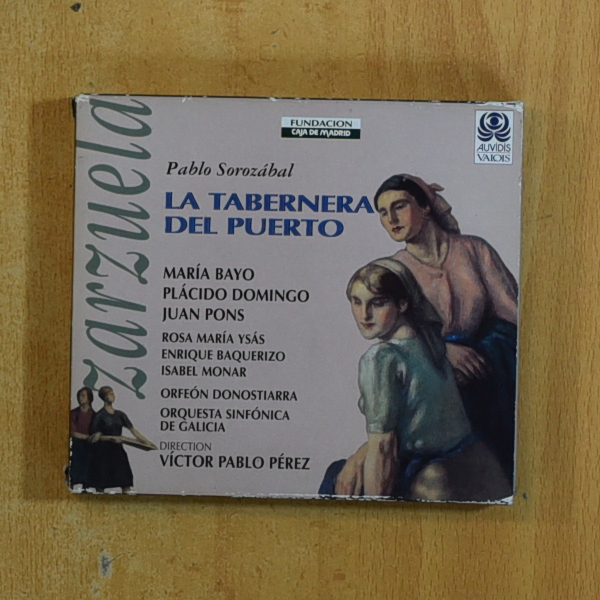 zarzuela
FUNDACION
CAJA DE MADRID
AUVIDIS
VALOIS
Pablo Sorozábal
LA TABERNERA
DEL PUERTO
MARÍA BAYO
PLÁCIDO DOMINGO
JUAN PONS
ROSA MARÍA YSÁS
ENRIQUE BAQUERIZO
ISABEL MONAR
ORFEÓN DONOSTIARRA
ORQUESTA SINFÓNICA
DE GALICIA
DIRECTION
VÍCTOR PABLO PÉREZ